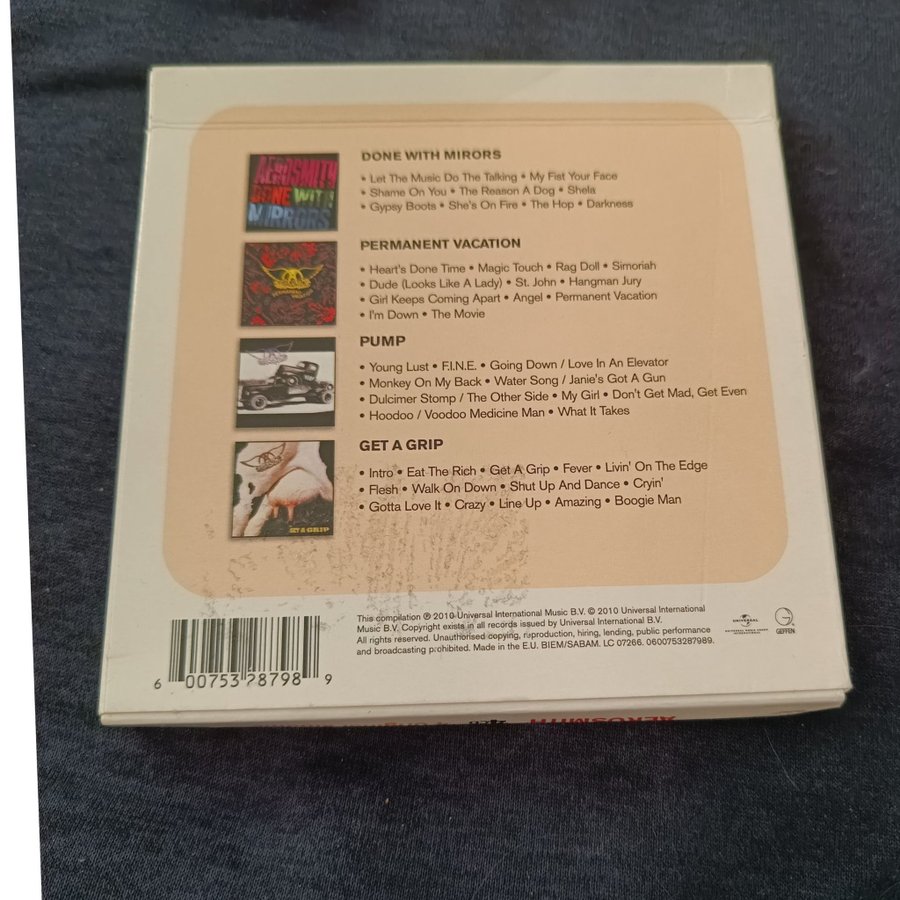 AEROSMITH
DONE WITH
MIRRORS
DONE WITH MIRORS
• Let The Music Do The Talking • My Fist Your Face
• Shame On You • The Reason A Dog • Shela
• Gypsy Boots • She's On Fire • The Hop • Darkness
PERMANENT VACATION
• Heart's Done Time • Magic Touch • Rag Doll • Simoriah
• Dude (Looks Like A Lady) • St. John • Hangman Jury
• Girl Keeps Coming Apart • Angel • Permanent Vacation
• I'm Down • The Movie
PUMP
• Young Lust • F.I.N.E. • Going Down / Love In An Elevator
• Monkey On My Back • Water Song / Janie's Got A Gun
• Dulcimer Stomp / The Other Side • My Girl • Don't Get Mad, Get Even
• Hoodoo / Voodoo Medicine Man • What It Takes
GET A GRIP
GET A GRIP
• Intro • Eat The Rich • Get A Grip • Fever • Livin' On The Edge
• Flesh • Walk On Down • Shut Up And Dance • Cryin'
• Gotta Love It • Crazy • Line Up • Amazing • Boogie Man
This compilation ℗ 2010 Universal International Music B.V. © 2010 Universal International
Music B.V. Copyright exists in all records issued by Universal International B.V.
All rights reserved. Unauthorised copying, reproduction, hiring, lending, public performance
and broadcasting prohibited. Made in the E.U. BIEM/SABAM. LC 07266. 0600753287989.
UNIVERSAL
GEFFEN
6 00753 28798 9
AEROSMITH